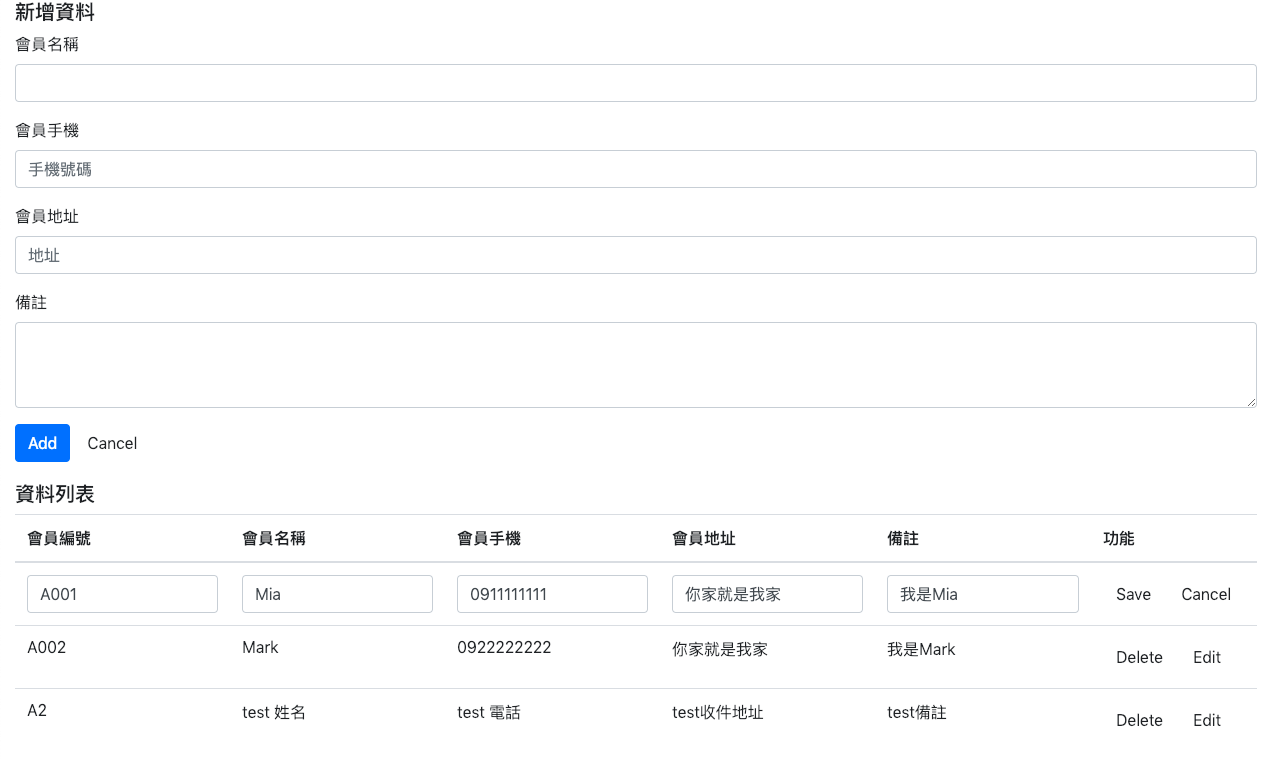 新增資料
會員名稱
會員手機
手機號碼
會員地址
地址
備註
Add Cancel
資料列表
會員編號 會員名稱 會員手機 會員地址 備註 功能
A001 Mia 0911111111 你家就是我家 我是Mia Save Cancel
A002 Mark 0922222222 你家就是我家 我是Mark Delete Edit
A2 test 姓名 test 電話 test收件地址 test備註 Delete Edit